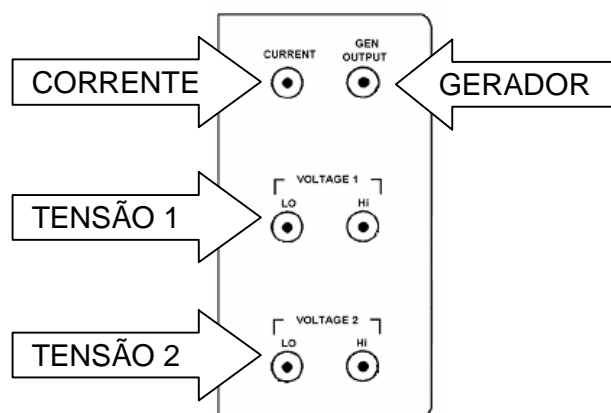 CURRENT
GEN
OUTPUT
CORRENTE
GERADOR
VOLTAGE 1
LO
Hi
TENSÃO 1
VOLTAGE 2
LO
Hi
TENSÃO 2